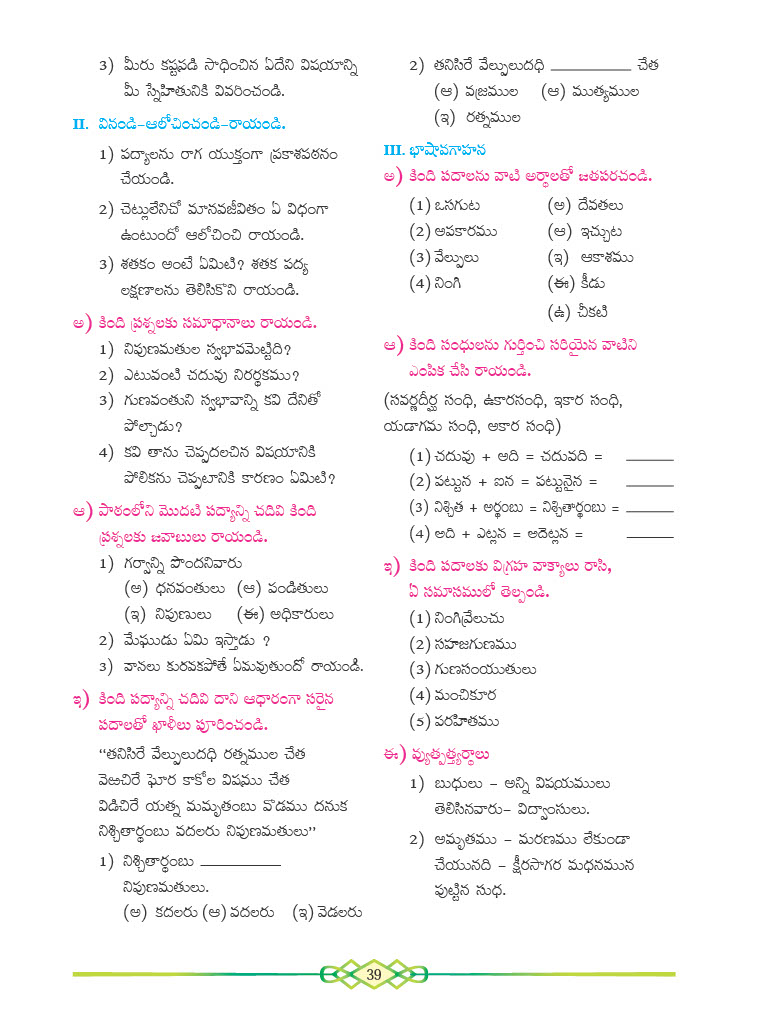 3) మీరు కష్టపడి సాధించిన ఏదేని విషయాన్ని
మీ స్నేహితునికి వివరించండి.
II. వినండి-ఆలోచించండి-రాయండి.
1) పద్యాలను రాగ యుక్తంగా ప్రకాశపఠనం
చేయండి.
2) చెట్లులేనిచో మానవజీవితం ఏ విధంగా
ఉంటుందో ఆలోచించి రాయండి.
3) శతకం అంటే ఏమిటి? శతక పద్య
లక్షణాలను తెలిసికొని రాయండి.
అ) కింది ప్రశ్నలకు సమాధానాలు రాయండి.
1) నిపుణమతుల స్వభావమెట్టిది?
2) ఎటువంటి చదువు నిరర్థకము?
3) గుణవంతుని స్వభావాన్ని కవి దేనితో
పోల్చాడు?
4) కవి తాను చెప్పదలచిన విషయానికి
పోలికను చెప్పటానికి కారణం ఏమిటి?
ఆ) పాఠంలోని మొదటి పద్యాన్ని చదివి కింది
ప్రశ్నలకు జవాబులు రాయండి.
1) గర్వాన్ని పొందనివారు
(అ) ధనవంతులు (ఆ) పండితులు
(ఇ) నిపుణులు (ఈ) అధికారులు
2) మేఘుడు ఏమి ఇస్తాడు ?
3) వానలు కురవకపోతే ఏమవుతుందో రాయండి.
ఇ) కింది పద్యాన్ని చదివి దాని ఆధారంగా సరైన
పదాలతో ఖాళీలు పూరించండి.
“తనిసిరే వేల్పులుదధి రత్నముల చేత
వెఱచిరే ఘోర కాకోల విషము చేత
విడిచిరే యత్న మమృతంబు వొడము దనుక
నిశ్చితార్థంబు వదలరు నిపుణమతులు”
1) నిశ్చితార్థంబు __________
నిపుణమతులు.
(అ) కదలరు (ఆ) వదలరు (ఇ) వెడలరు
2) తనిసిరే వేల్పులుదధి __________ చేత
(ఆ) వజ్రముల (ఆ) ముత్యముల
(ఇ) రత్నముల
III. భాషావగాహన
అ) కింది పదాలను వాటి అర్థాలతో జతపరచండి.
(1) ఒసగుట (అ) దేవతలు
(2) అపకారము (ఆ) ఇచ్చుట
(3) వేల్పులు (ఇ) ఆకాశము
(4) నింగి (ఈ) కీడు
(ఉ) చీకటి
ఆ) కింది సంధులను గుర్తించి సరియైన వాటిని
ఎంపిక చేసి రాయండి.
(సవర్ణదీర్ఘ సంధి, ఉకారసంధి, ఇకార సంధి,
యడాగమ సంధి, అకార సంధి)
(1) చదువు + అది = చదువది = ______
(2) పట్టున + ఐన = పట్టునైన = ______
(3) నిశ్చిత + అర్థంబు = నిశ్చితార్థంబు = ______
(4) అది + ఎట్లన = అదెట్లన = ______
ఇ) కింది పదాలకు విగ్రహ వాక్యాలు రాసి,
ఏ సమాసములో తెల్పండి.
(1) నింగివ్రేలుచు
(2) సహజగుణము
(3) గుణసంయుతులు
(4) మంచికూర
(5) పరహితము
ఈ) వ్యుత్పత్త్యర్థాలు
1) బుధులు – అన్ని విషయములు
తెలిసినవారు– విద్వాంసులు.
2) అమృతము – మరణము లేకుండా
చేయునది – క్షీరసాగర మధనమున
పుట్టిన సుధ.
39